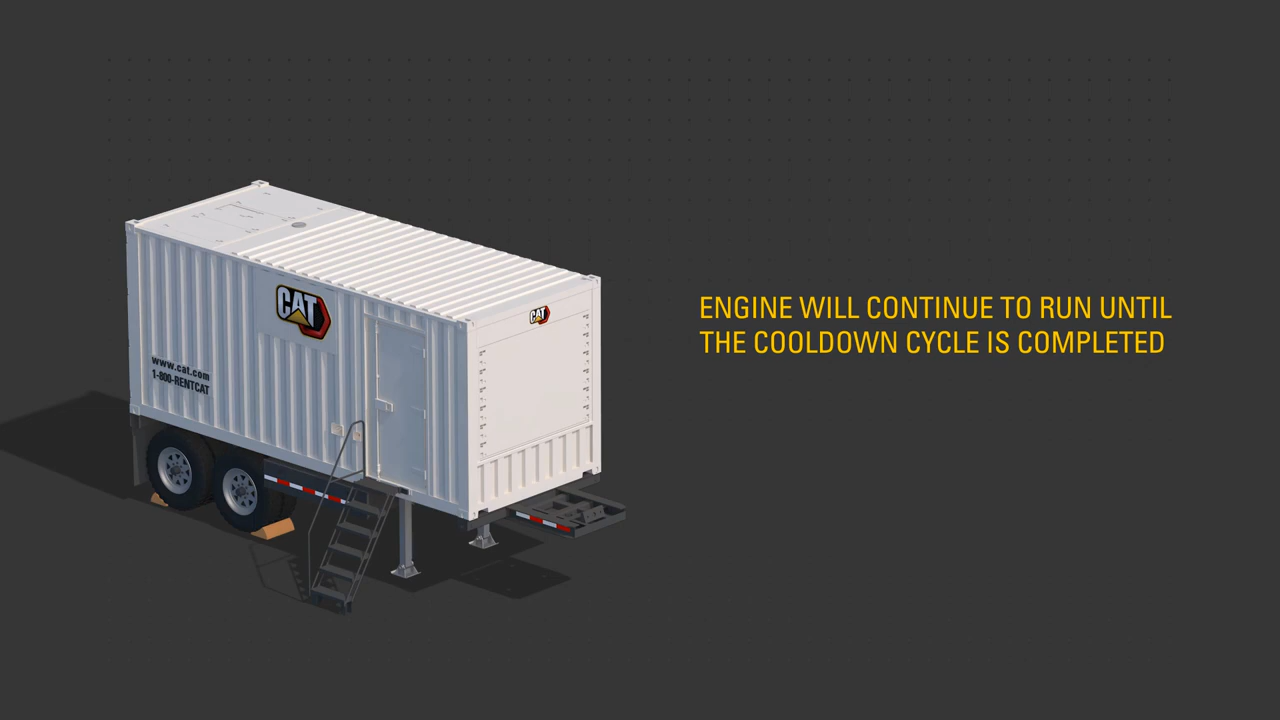 CAT
CAT
www.cat.com
1-800-RENTCAT
ENGINE WILL CONTINUE TO RUN UNTIL
THE COOLDOWN CYCLE IS COMPLETED